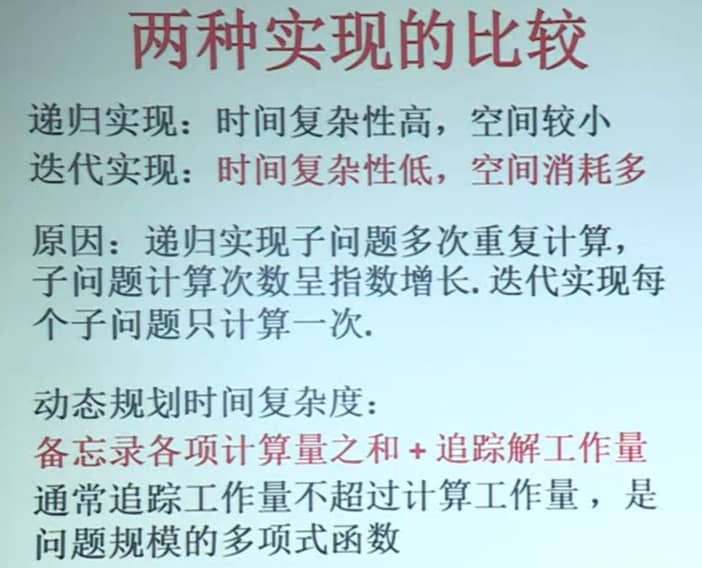 两种实现的比较
递归实现：时间复杂性高，空间较小
迭代实现：时间复杂性低，空间消耗多
原因：递归实现子问题多次重复计算，
子问题计算次数呈指数增长. 迭代实现每
个子问题只计算一次.
动态规划时间复杂度：
备忘录各项计算量之和 + 追踪解工作量
通常追踪工作量不超过计算工作量，是
问题规模的多项式函数